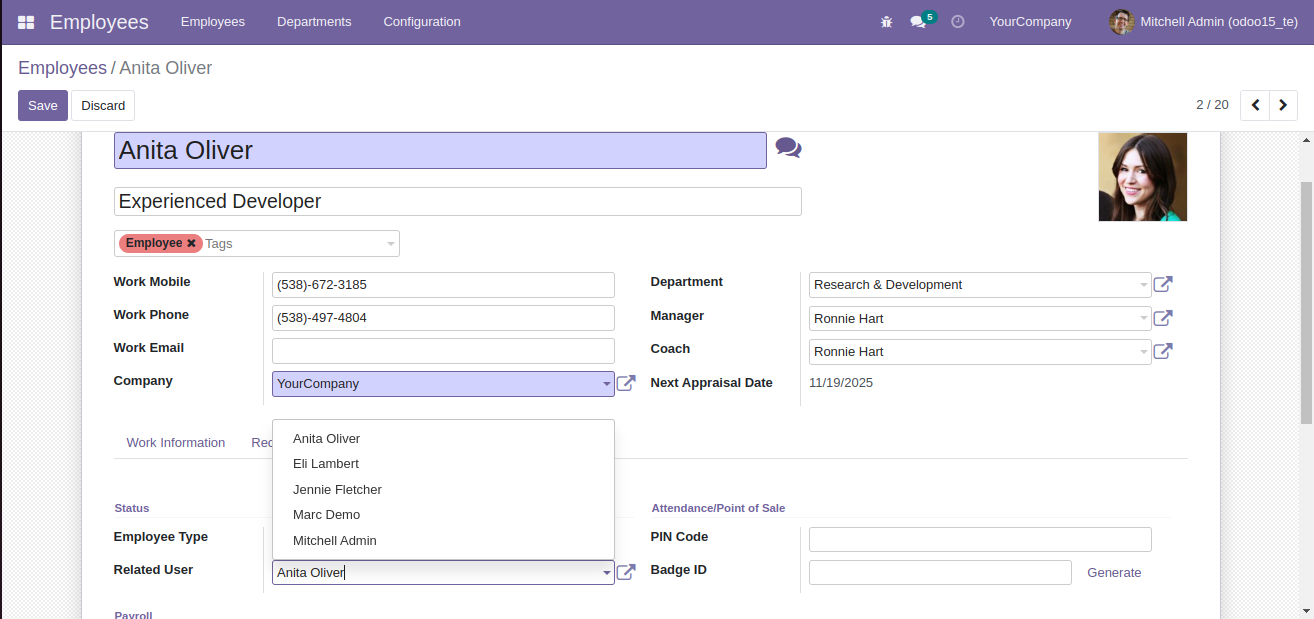 Employees Employees Departments Configuration 5 YourCompany Mitchell Admin (odoo15_te)
Employees / Anita Oliver
Save Discard 2 / 20
Anita Oliver
Experienced Developer
Employee ✖ Tags
Work Mobile (538)-672-3185 Department Research & Development
Work Phone (538)-497-4804 Manager Ronnie Hart
Work Email Coach Ronnie Hart
Company YourCompany Next Appraisal Date 11/19/2025
Anita Oliver
Work Information Rec
Eli Lambert
Jennie Fletcher
Status Marc Demo Attendance/Point of Sale
Employee Type Mitchell Admin PIN Code
Related User Anita Oliver Badge ID Generate
Payroll